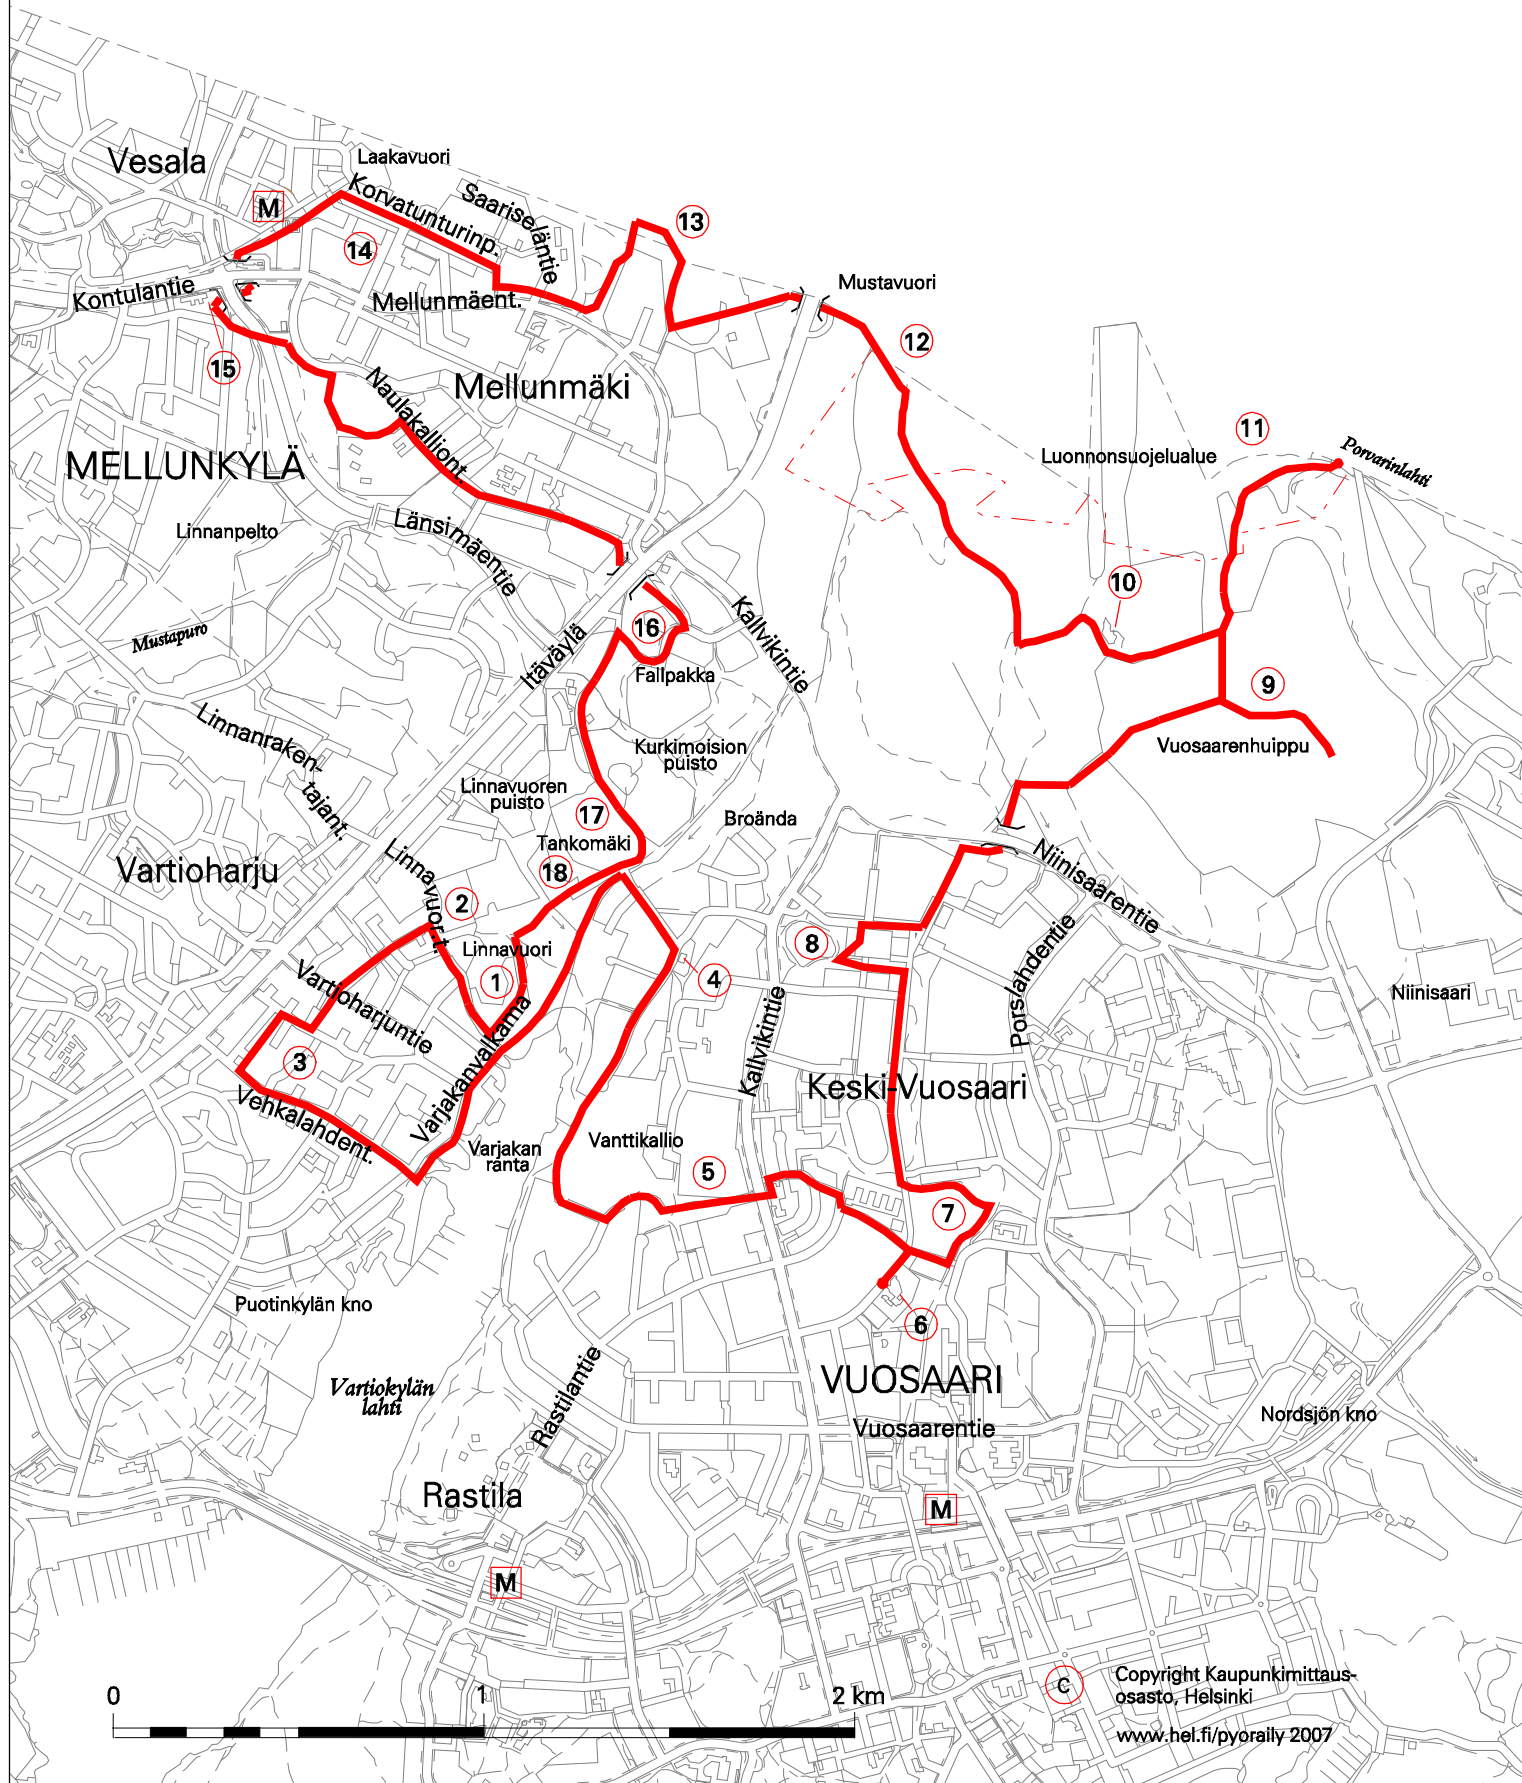 Vesala
Laakavuori
M
Korvatunturinp.
Saariseläntie
13
14
Kontulantie
Mellunmäent.
Mustavuori
12
15
Naulakalliont.
Mellunmäki
11
Porvarinlahti
MELLUNKYLÄ
Luonnonsuojelualue
Linnanpelto
Länsimäentie
10
Mustapuro
16
Itäväylä
Kallvikintie
Fallpakka
9
Linnanraken-
tajant.
Kurkimoision
puisto
Vuosaarenhuippu
Linnavuoren
puisto
17
Broända
Tankomäki
Linnavuor.t.
Vartioharju
18
Niinisaarentie
2
Linnavuori
8
Porslahdentie
1
4
Vartioharjuntie
Niinisaari
Varjakanvalkama
Kallvikintie
3
Keski-Vuosaari
Vehkalahdent.
Varjakan
ranta
Vanttikallio
5
7
Puotinkylän kno
6
Vartiokylän
lahti
Rastilantie
VUOSAARI
Vuosaarentie
Nordsjön kno
Rastila
M
M
0
1
2 km
C
Copyright Kaupunkimittaus-
osasto, Helsinki
www.hel.fi/pyoraily 2007